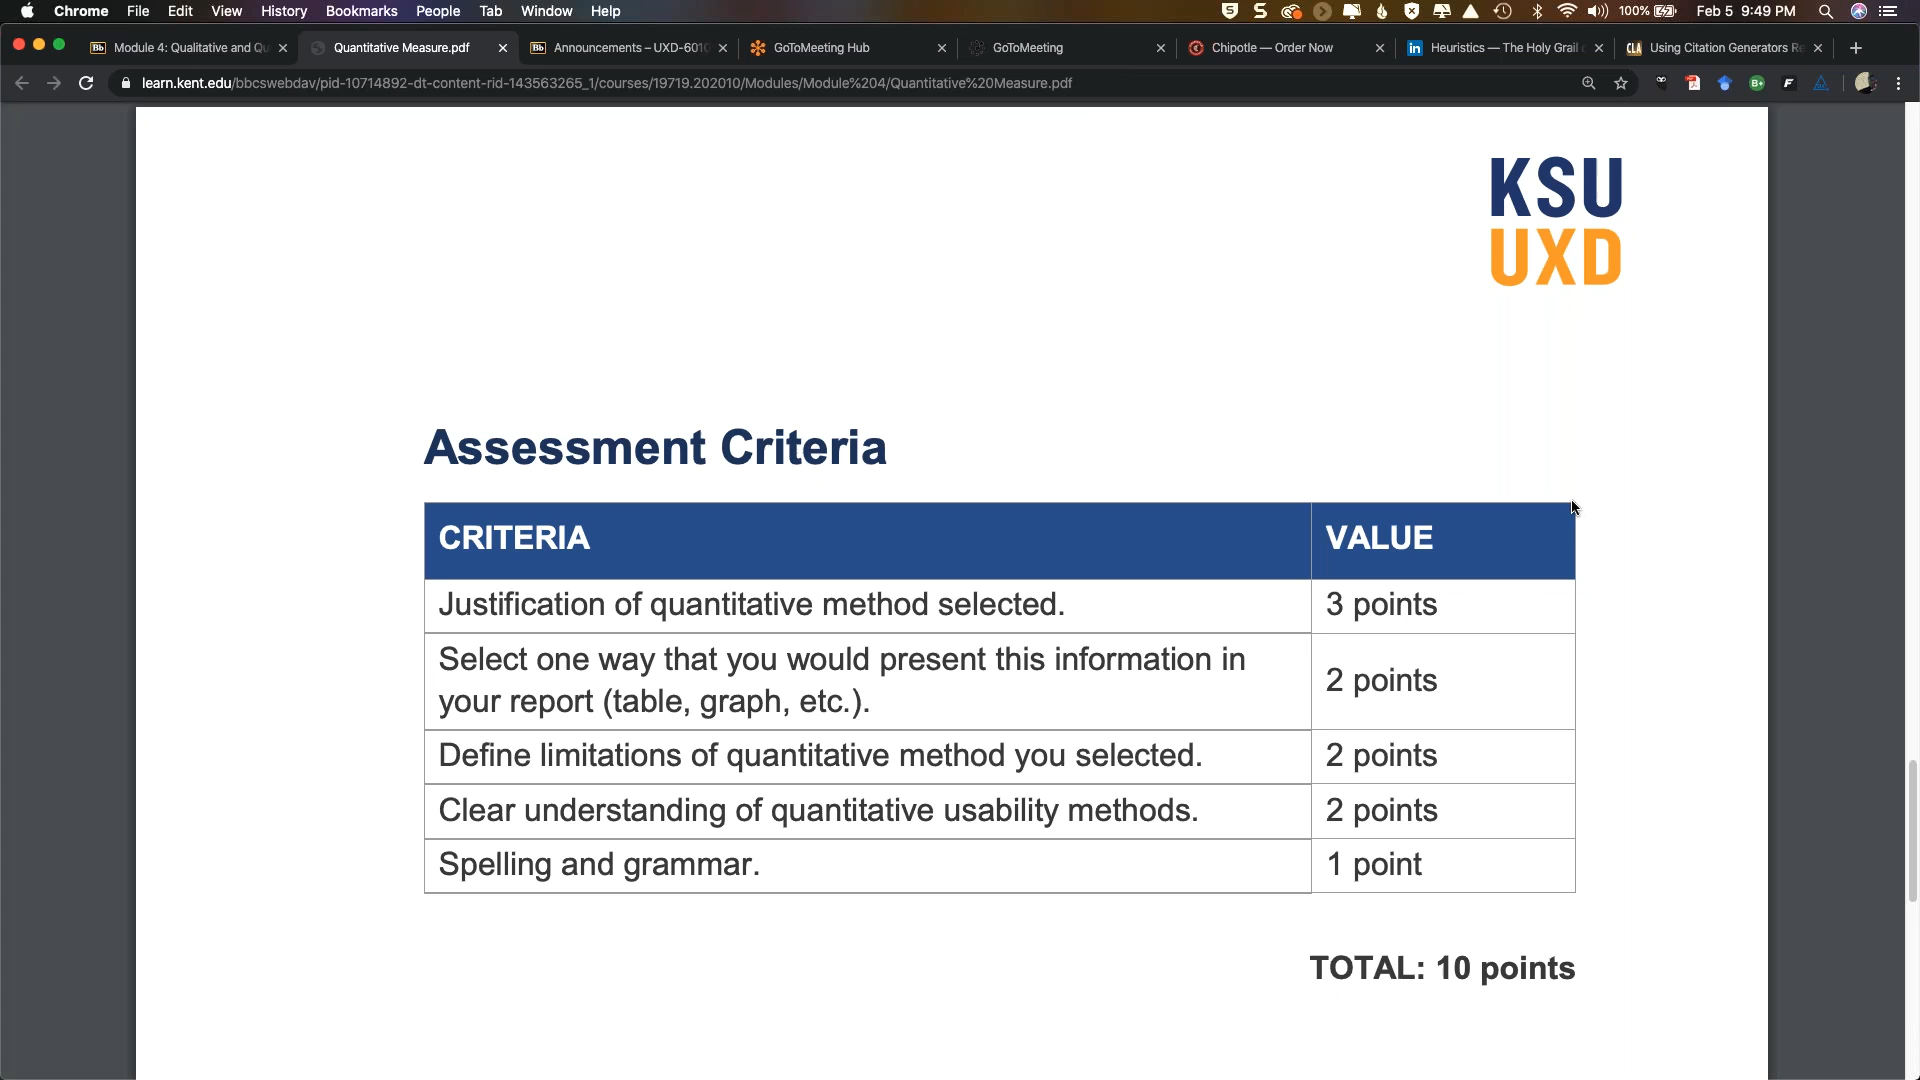 Chrome File Edit View History Bookmarks People Tab Window Help 100% Feb 5 9:49 PM
Module 4: Qualitative and Qu Quantitative Measure.pdf Announcements – UXD-6010 GoToMeeting Hub GoToMeeting Chipotle — Order Now Heuristics — The Holy Grail Using Citation Generators Re
learn.kent.edu/bbcswebdav/pid-10714892-dt-content-rid-143563265_1/courses/19719.202010/Modules/Module%204/Quantitative%20Measure.pdf
KSU
UXD
Assessment Criteria
CRITERIA VALUE
Justification of quantitative method selected. 3 points
Select one way that you would present this information in
your report (table, graph, etc.). 2 points
Define limitations of quantitative method you selected. 2 points
Clear understanding of quantitative usability methods. 2 points
Spelling and grammar. 1 point
TOTAL: 10 points